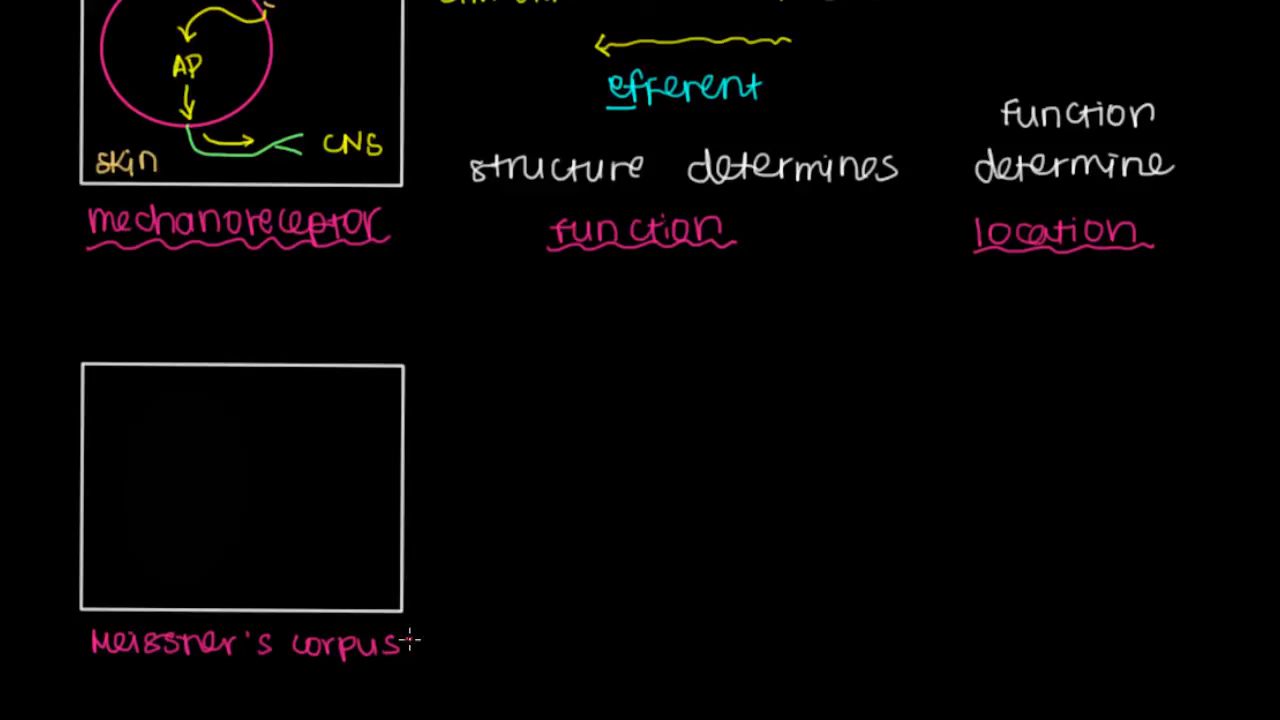 AP
CNS
skin
mechanoreceptor
efferent
structure determines
function
function
determine
location
Meissner's corpus